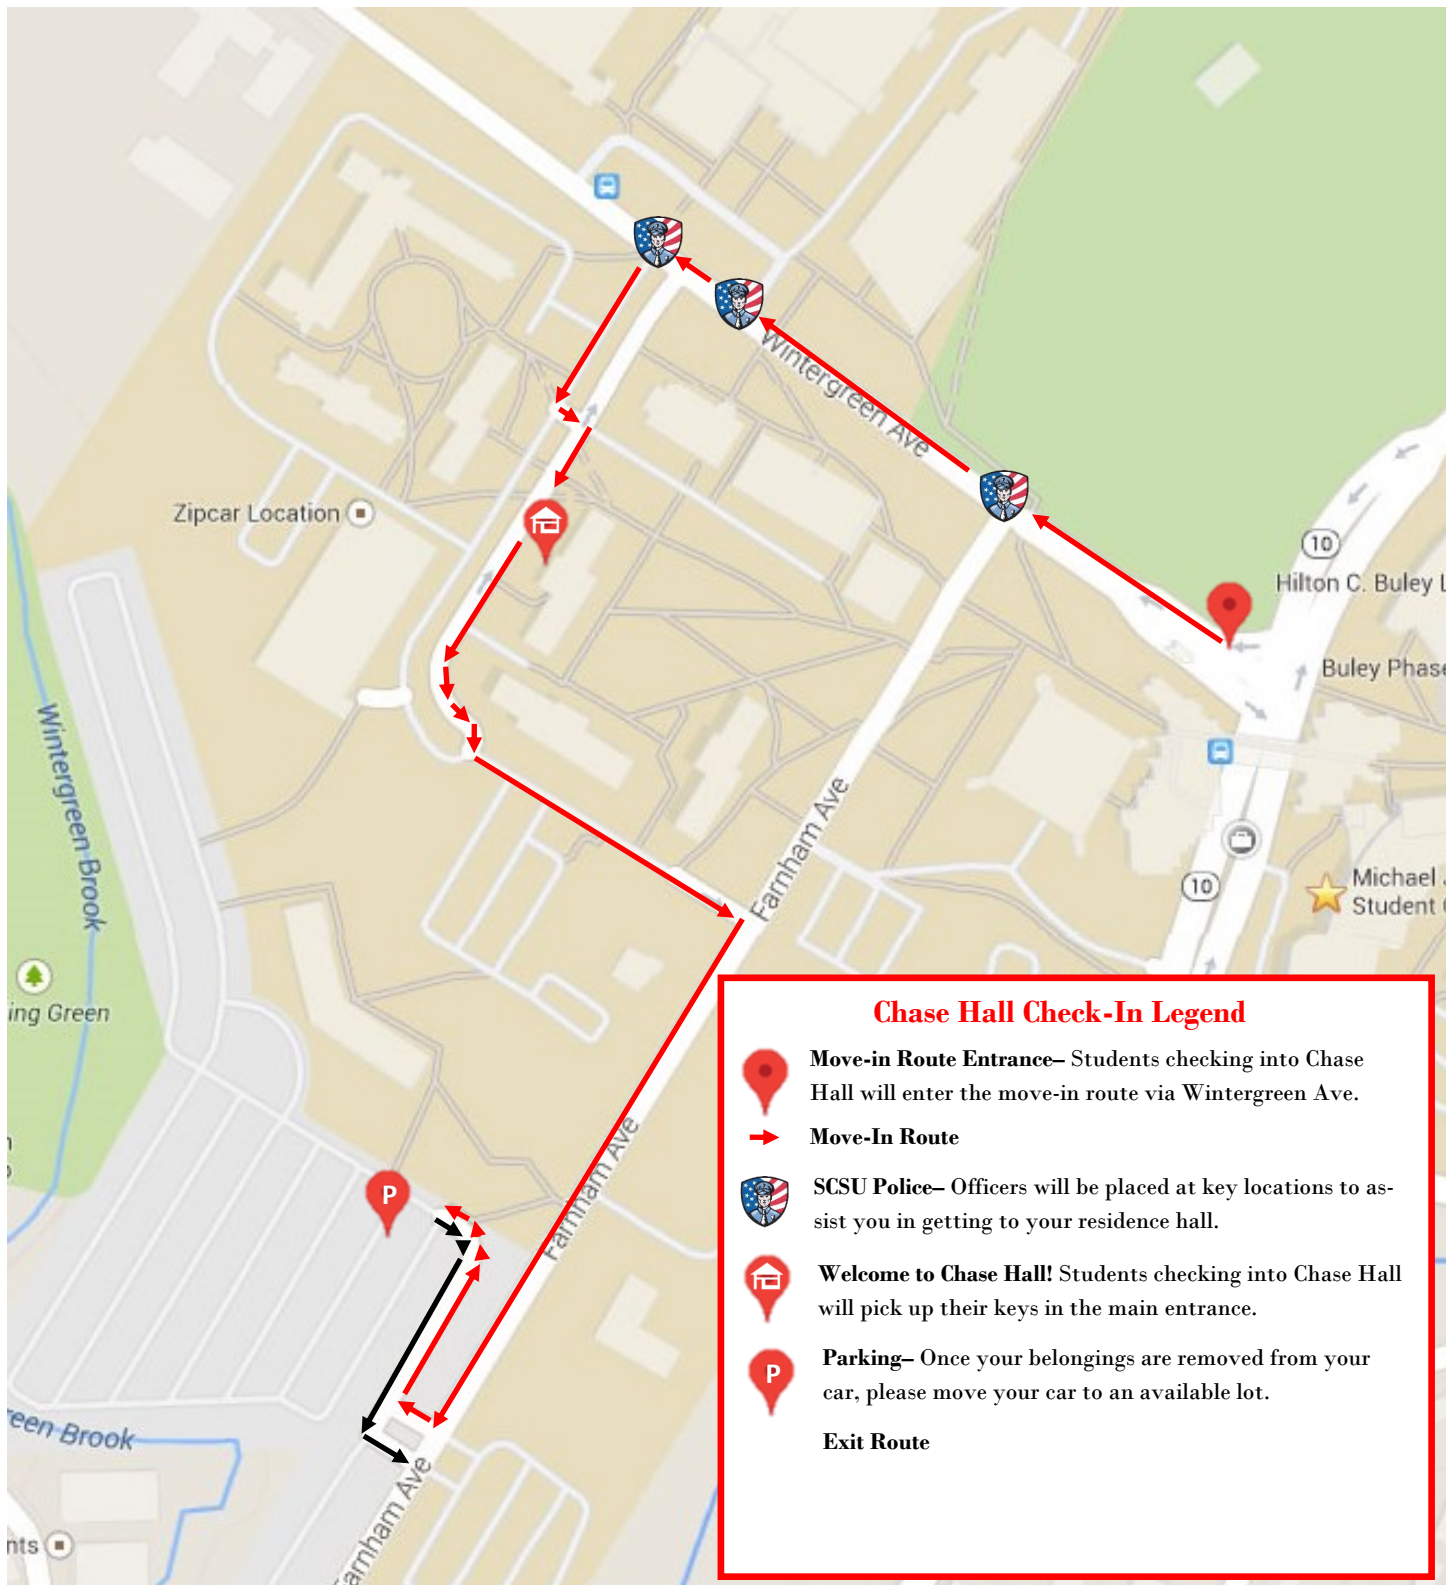 Wintergreen Ave
Zipcar Location
10
Hilton C. Buley L
Buley Phase
Wintergreen Brook
Farnham Ave
10
Michael
Student
ing Green
Farnham Ave
P
een Brook
Farnham Ave
nts
Chase Hall Check-In Legend
Move-in Route Entrance– Students checking into Chase
Hall will enter the move-in route via Wintergreen Ave.
Move-In Route
SCSU Police– Officers will be placed at key locations to as-
sist you in getting to your residence hall.
Welcome to Chase Hall! Students checking into Chase Hall
will pick up their keys in the main entrance.
P
Parking– Once your belongings are removed from your
car, please move your car to an available lot.
Exit Route